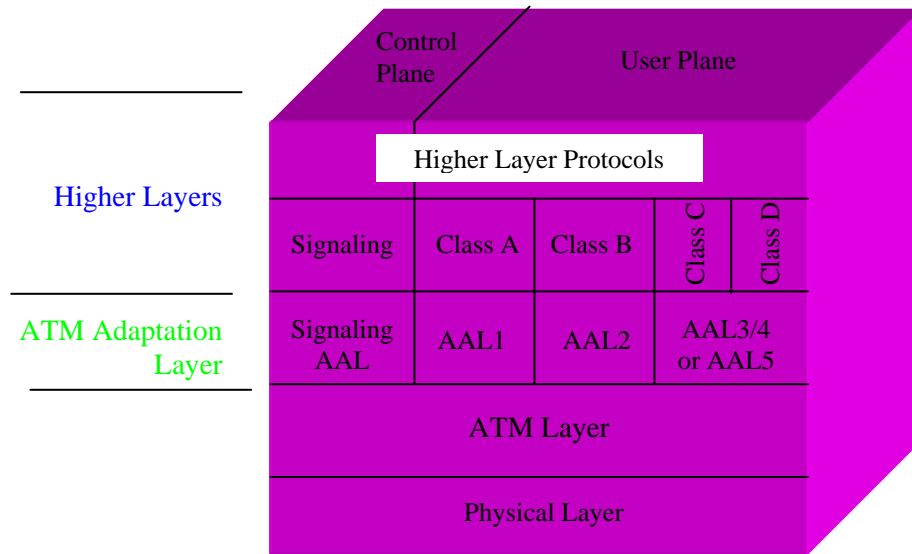 Control
Plane
User Plane
Higher Layer Protocols
Higher Layers
Signaling
Class A
Class B
Class C
Class D
ATM Adaptation
Layer
Signaling
AAL
AAL1
AAL2
AAL3/4
or AAL5
ATM Layer
Physical Layer